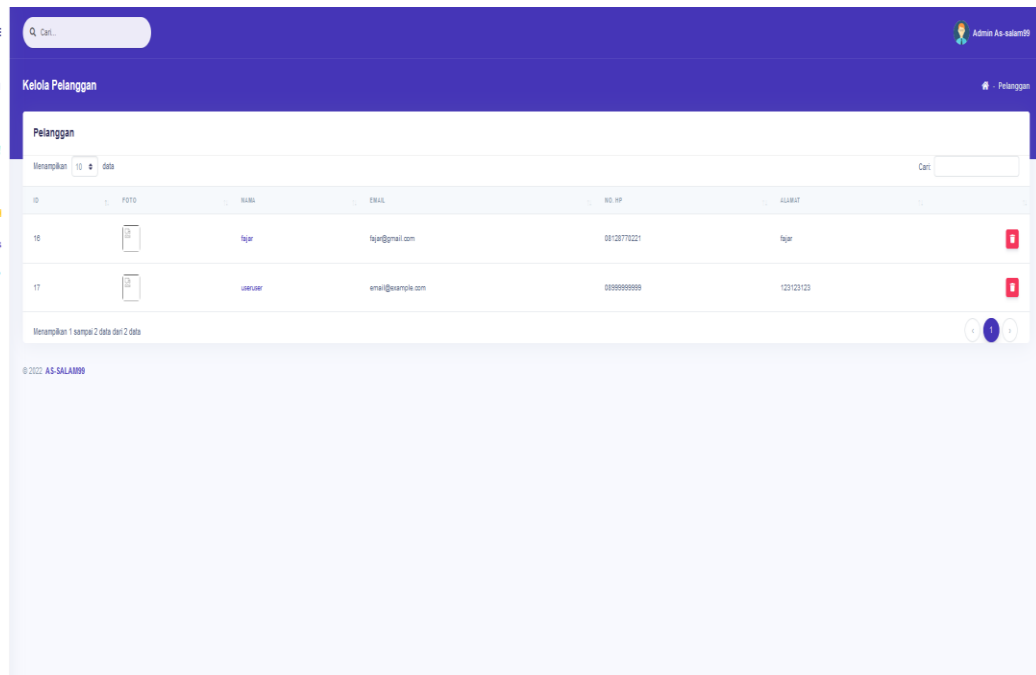 Cari...
Admin As-salam99
Kelola Pelanggan
- Pelanggan
Pelanggan
Menampilkan 10 data
Cari:
ID FOTO NAMA EMAIL NO. HP ALAMAT
16 fajar fajar@gmail.com 08128770221 fajar
17 useruser email@example.com 08999999999 123123123
Menampilkan 1 sampai 2 data dari 2 data
1
© 2022 AS-SALAM99